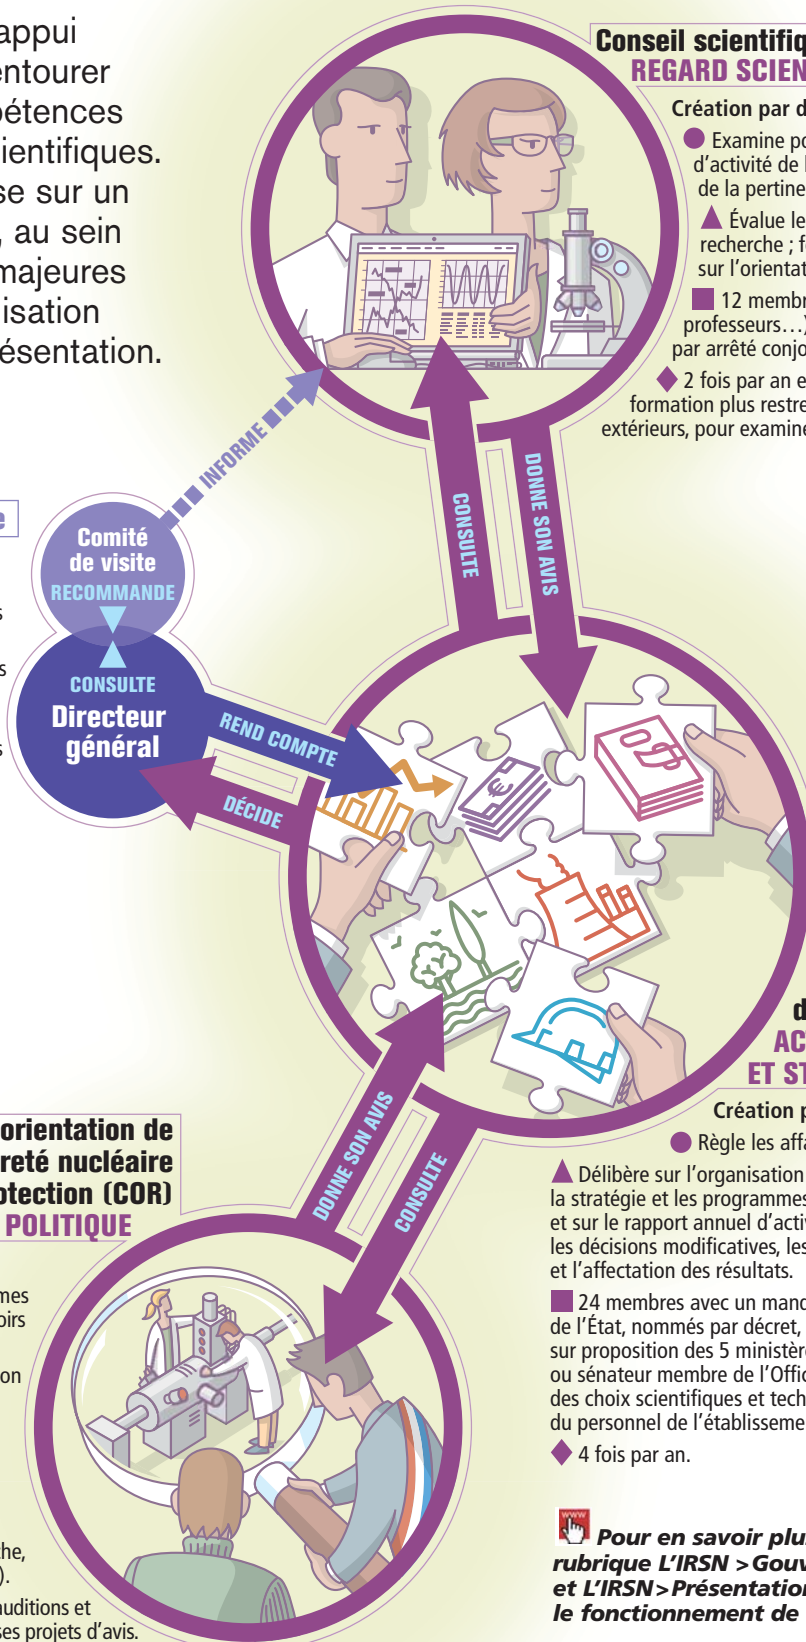 appui
entourer
pétences
cientifiques.
se sur un
, au sein
majeures
isation
résentation.
Conseil scientifiq
REGARD SCIEN
Création par d
● Examine po
d'activité de l
de la pertine
▲ Évalue le
recherche ; f
sur l'orientat
■ 12 membr
professeurs…)
par arrêté conjo
◆ 2 fois par an e
formation plus restre
extérieurs, pour examine
INFORME
CONSULTE
DONNE SON AVIS
e
Comité
de visite
RECOMMANDE
CONSULTE
Directeur
général
s
s
s
REND COMPTE
DÉCIDE
d
AC
ET ST
Création p
● Règle les affa
▲ Délibère sur l'organisation
la stratégie et les programmes
et sur le rapport annuel d'activ
les décisions modificatives, les
et l'affectation des résultats.
■ 24 membres avec un mand
de l'État, nommés par décret,
sur proposition des 5 ministère
ou sénateur membre de l'Offic
des choix scientifiques et tech
du personnel de l'établisseme
◆ 4 fois par an.
DONNE SON AVIS
CONSULTE
orientation de
reté nucléaire
otection (COR)
POLITIQUE
mes
oirs
on
che,
).
auditions et
ses projets d'avis.
www
Pour en savoir plu
rubrique L'IRSN >Gouv
et L'IRSN>Présentation
le fonctionnement de